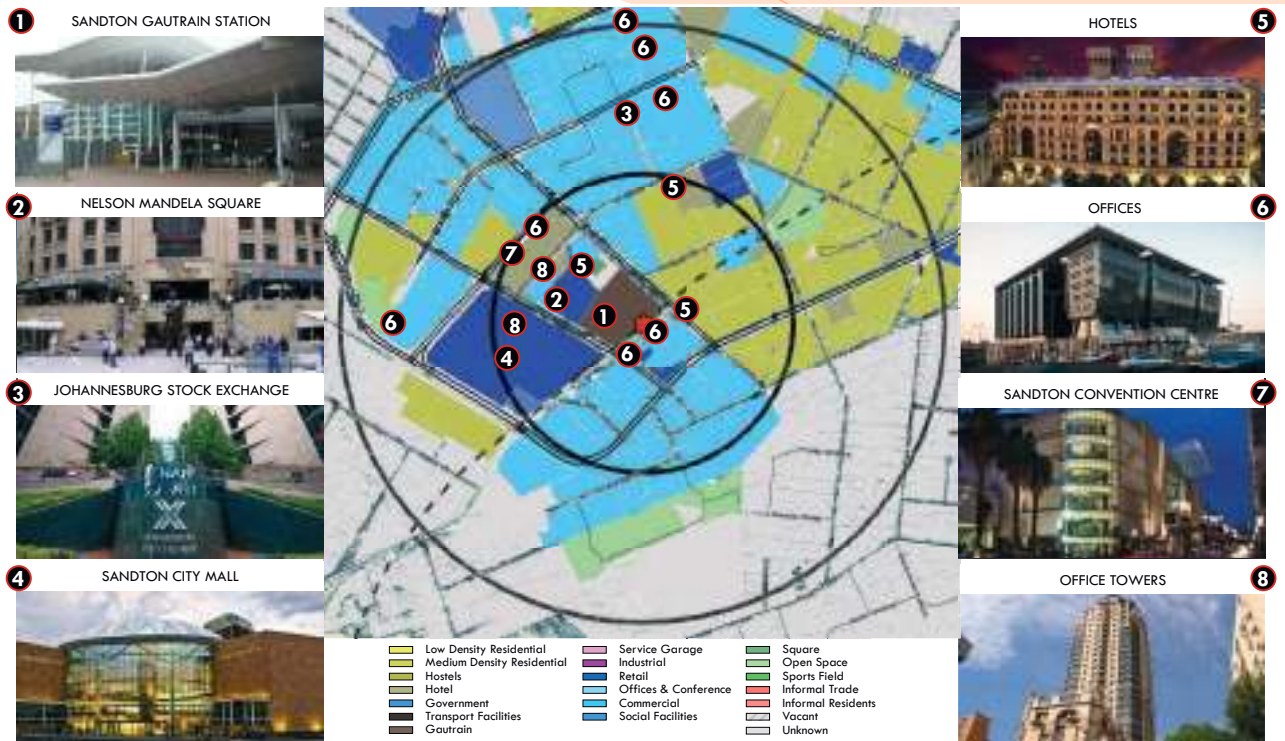 1 SANDTON GAUTRAIN STATION
2 NELSON MANDELA SQUARE
3 JOHANNESBURG STOCK EXCHANGE
4 SANDTON CITY MALL
6
6
6
3
5
6
7
8
5
2
1
5
6
8
6
6
4
HOTELS 5
OFFICES 6
SANDTON CONVENTION CENTRE 7
OFFICE TOWERS 8
Low Density Residential
Medium Density Residential
Hostels
Hotel
Government
Transport Facilities
Gautrain
Service Garage
Industrial
Retail
Offices & Conference
Commercial
Social Facilities
Square
Open Space
Sports Field
Informal Trade
Informal Residents
Vacant
Unknown